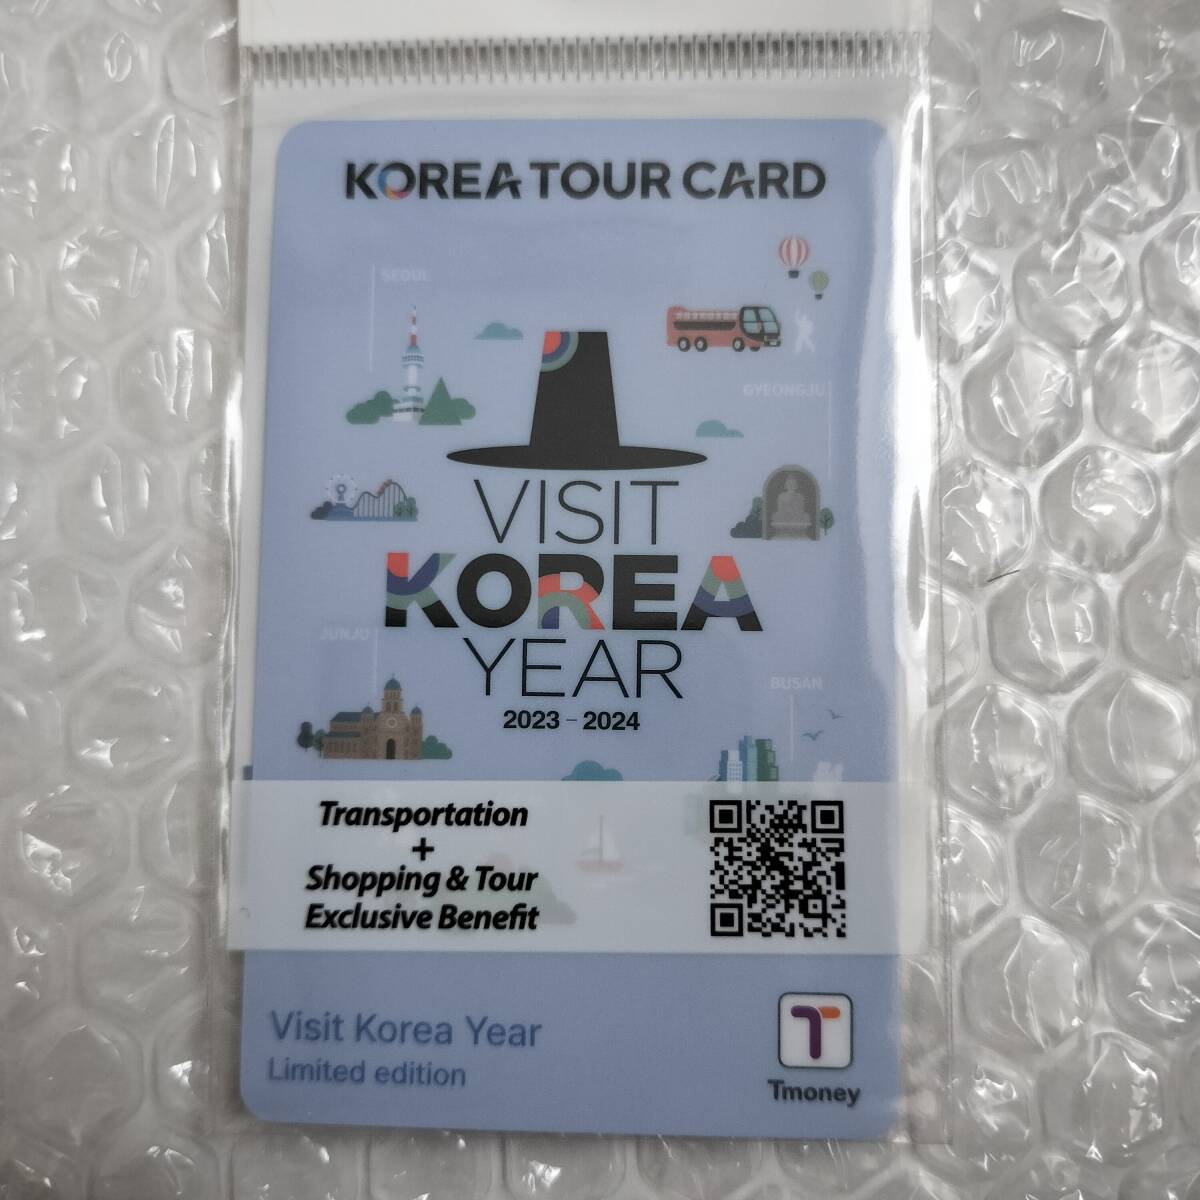 KOREA TOUR CARD
SEOUL
GYEONGJU
VISIT
KOREA
YEAR
2023-2024
JUNJU
BUSAN
Transportation
+
Shopping & Tour
Exclusive Benefit
Visit Korea Year
Limited edition
T
Tmoney